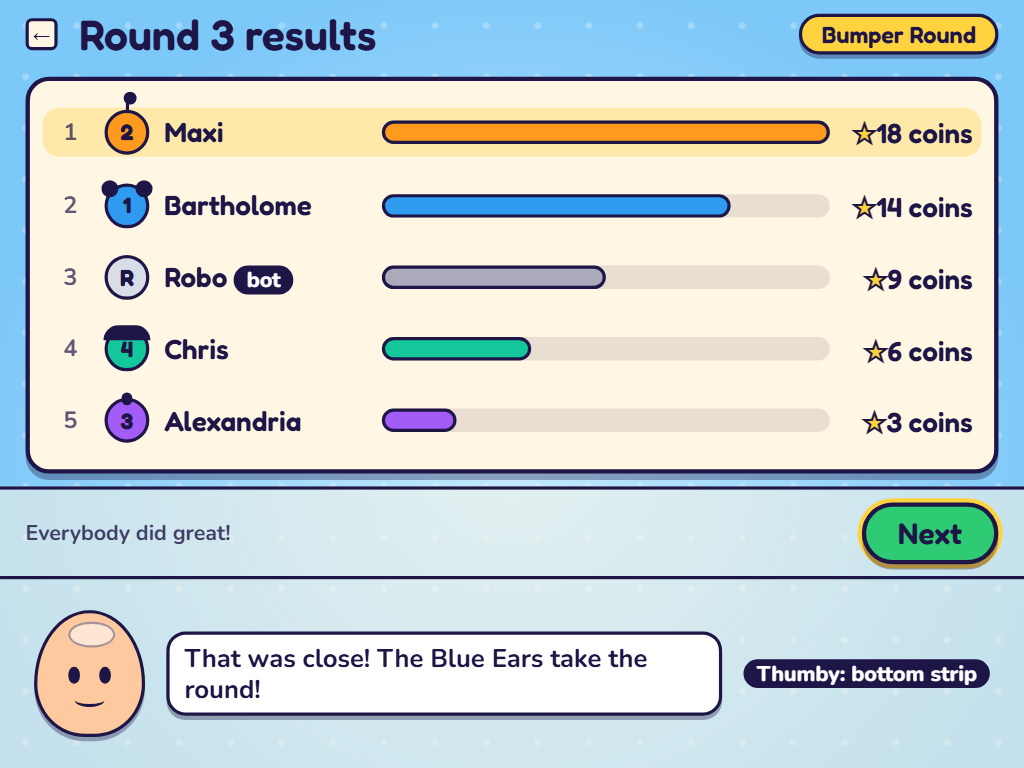 ← Round 3 results
Bumper Round
1 2 Maxi ☆18 coins
2 1 Bartholome ☆14 coins
3 R Robo bot ☆9 coins
4 4 Chris ☆6 coins
5 3 Alexandria ☆3 coins
Everybody did great!
Next
That was close! The Blue Ears take the
round!
Thumby: bottom strip